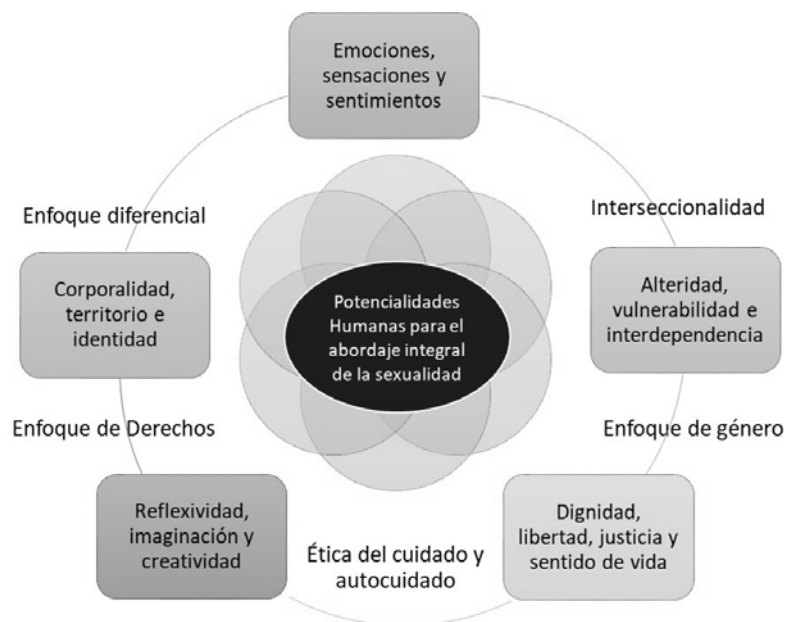 Emociones,
sensaciones y
sentimientos
Enfoque diferencial
Interseccionalidad
Corporalidad,
territorio e
identidad
Potencialidades
Humanas para el
abordaje integral
de la sexualidad
Alteridad,
vulnerabilidad e
interdependencia
Enfoque de Derechos
Enfoque de género
Reflexividad,
imaginación y
creatividad
Ética del cuidado y
autocuidado
Dignidad,
libertad, justicia y
sentido de vida